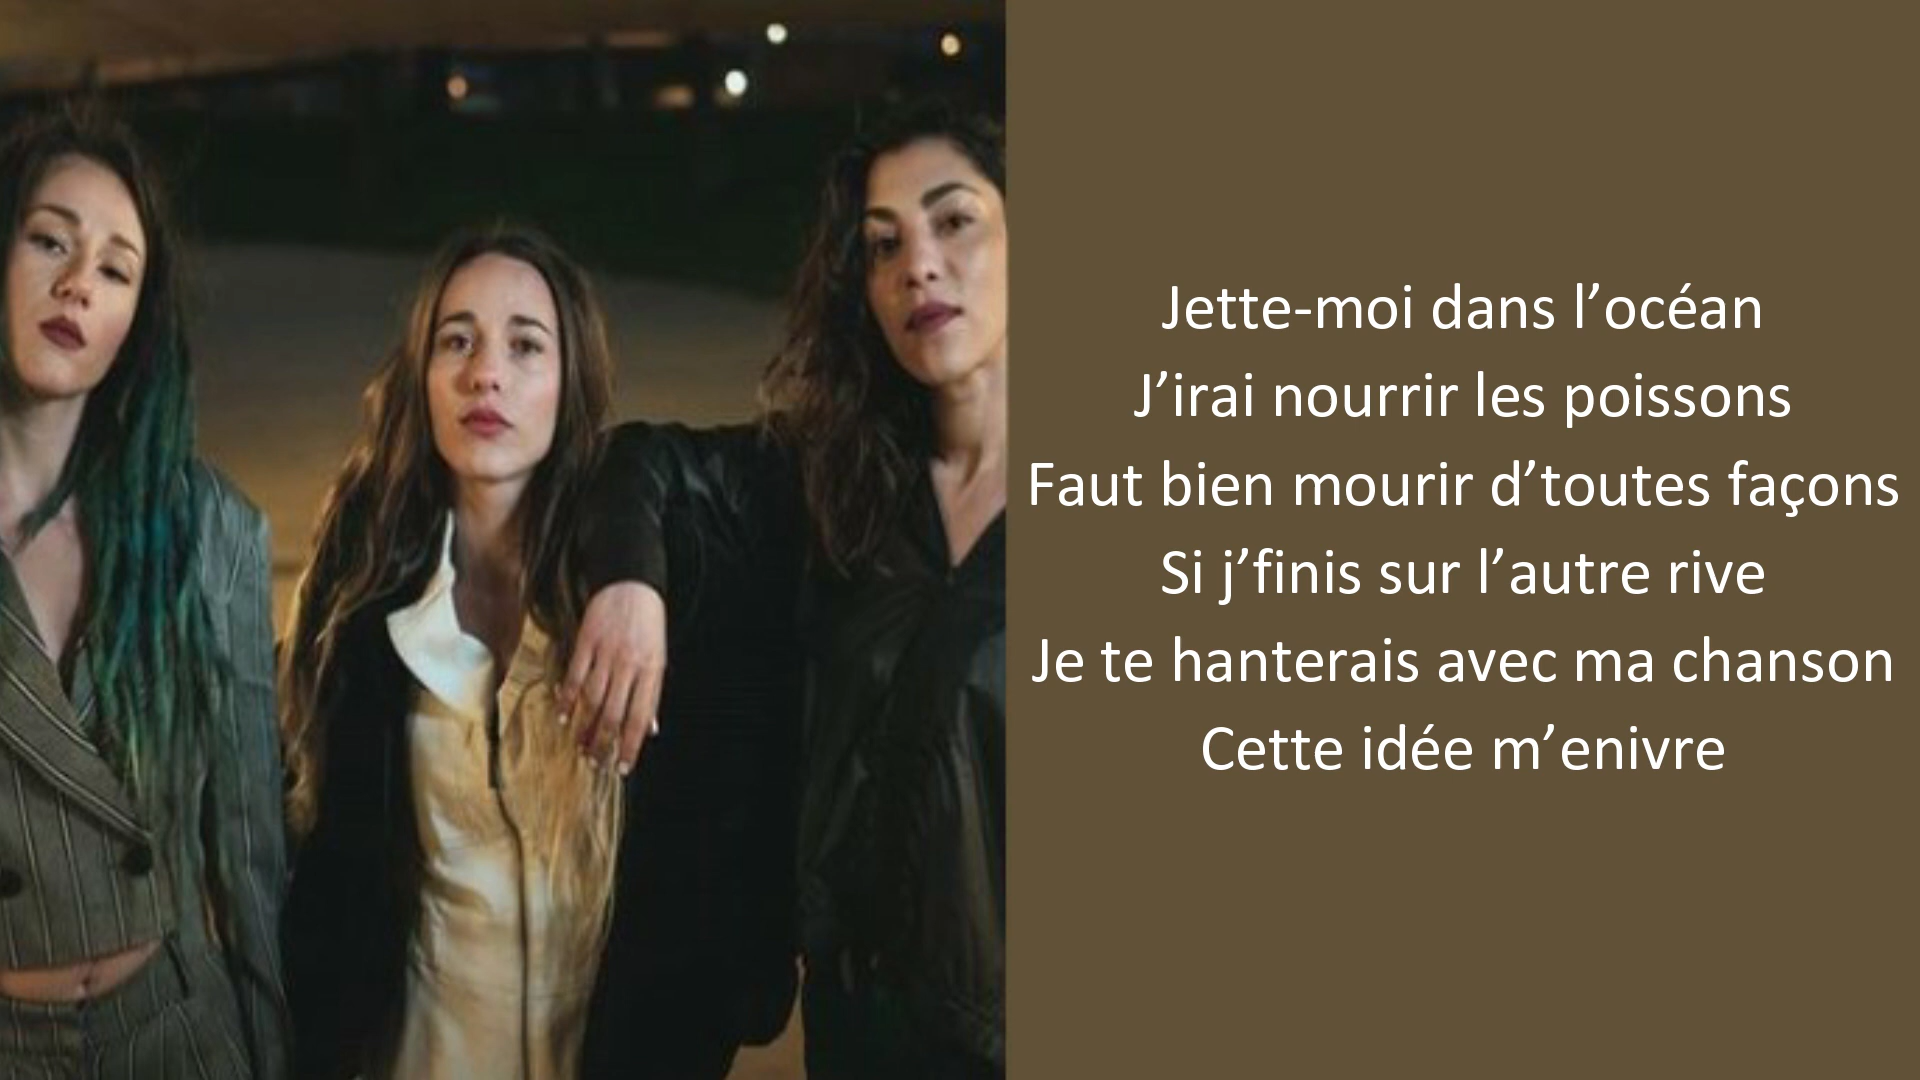 Jette-moi dans l’océan
J’irai nourrir les poissons
Faut bien mourir d’toutes façons
Si j’finis sur l’autre rive
Je te hanterais avec ma chanson
Cette idée m’enivre